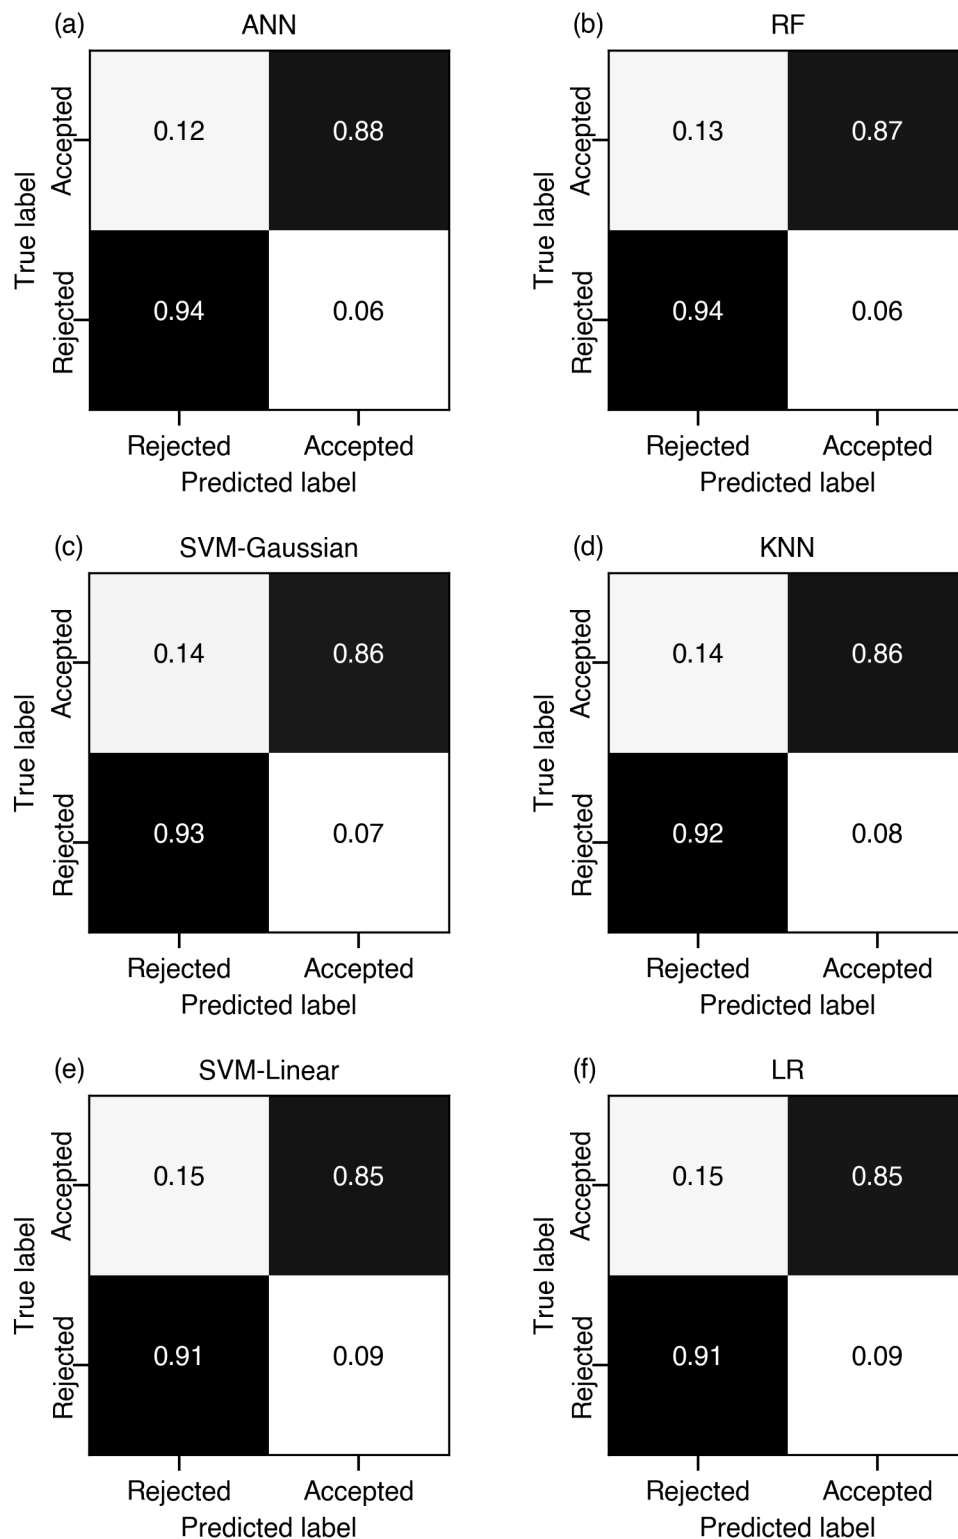 (a) ANN
True label
Accepted
Rejected
0.12 0.88
0.94 0.06
Rejected Accepted
Predicted label
(b) RF
True label
Accepted
Rejected
0.13 0.87
0.94 0.06
Rejected Accepted
Predicted label
(c) SVM-Gaussian
True label
Accepted
Rejected
0.14 0.86
0.93 0.07
Rejected Accepted
Predicted label
(d) KNN
True label
Accepted
Rejected
0.14 0.86
0.92 0.08
Rejected Accepted
Predicted label
(e) SVM-Linear
True label
Accepted
Rejected
0.15 0.85
0.91 0.09
Rejected Accepted
Predicted label
(f) LR
True label
Accepted
Rejected
0.15 0.85
0.91 0.09
Rejected Accepted
Predicted label